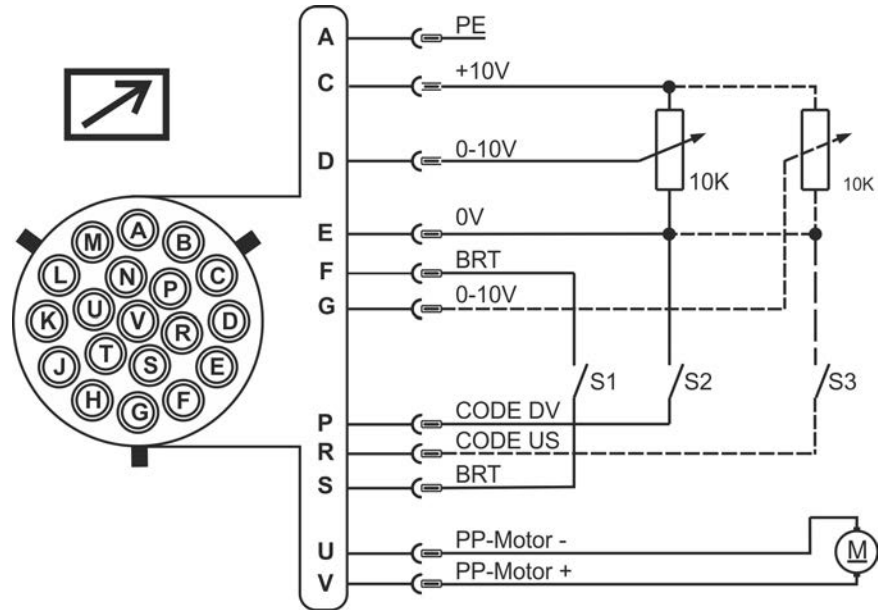 A PE
C +10V
D 0-10V
10K
10K
E 0V
F BRT
G 0-10V
S1
S2
S3
P CODE DV
R CODE US
S BRT
U PP-Motor -
V PP-Motor +
M
A
M B
L N C
P
K U V D
R
T
J S E
H F
G